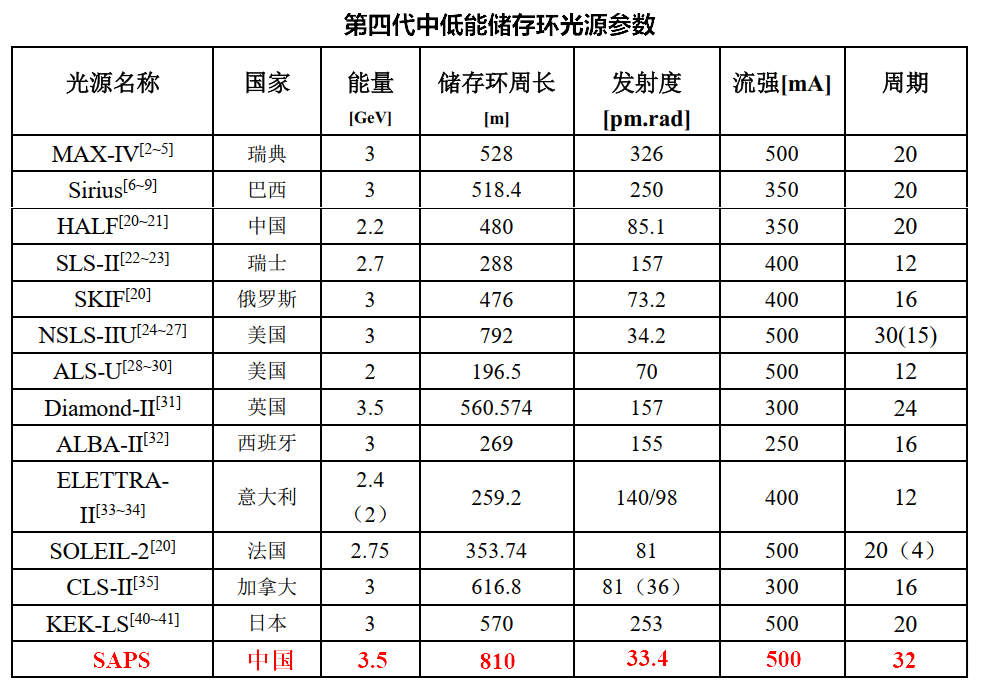 第四代中低能储存环光源参数
光源名称 国家 能量 [GeV] 储存环周长 [m] 发射度 [pm.rad] 流强[mA] 周期
MAX-IV[2~5] 瑞典 3 528 326 500 20
Sirius[6~9] 巴西 3 518.4 250 350 20
HALF[20~21] 中国 2.2 480 85.1 350 20
SLS-II[22~23] 瑞士 2.7 288 157 400 12
SKIF[20] 俄罗斯 3 476 73.2 400 16
NSLS-IIU[24~27] 美国 3 792 34.2 500 30(15)
ALS-U[28~30] 美国 2 196.5 70 500 12
Diamond-II[31] 英国 3.5 560.574 157 300 24
ALBA-II[32] 西班牙 3 269 155 250 16
ELETTRA-II[33~34] 意大利 2.4（2） 259.2 140/98 400 12
SOLEIL-2[20] 法国 2.75 353.74 81 500 20（4）
CLS-II[35] 加拿大 3 616.8 81（36） 300 16
KEK-LS[40~41] 日本 3 570 253 500 20
SAPS 中国 3.5 810 33.4 500 32